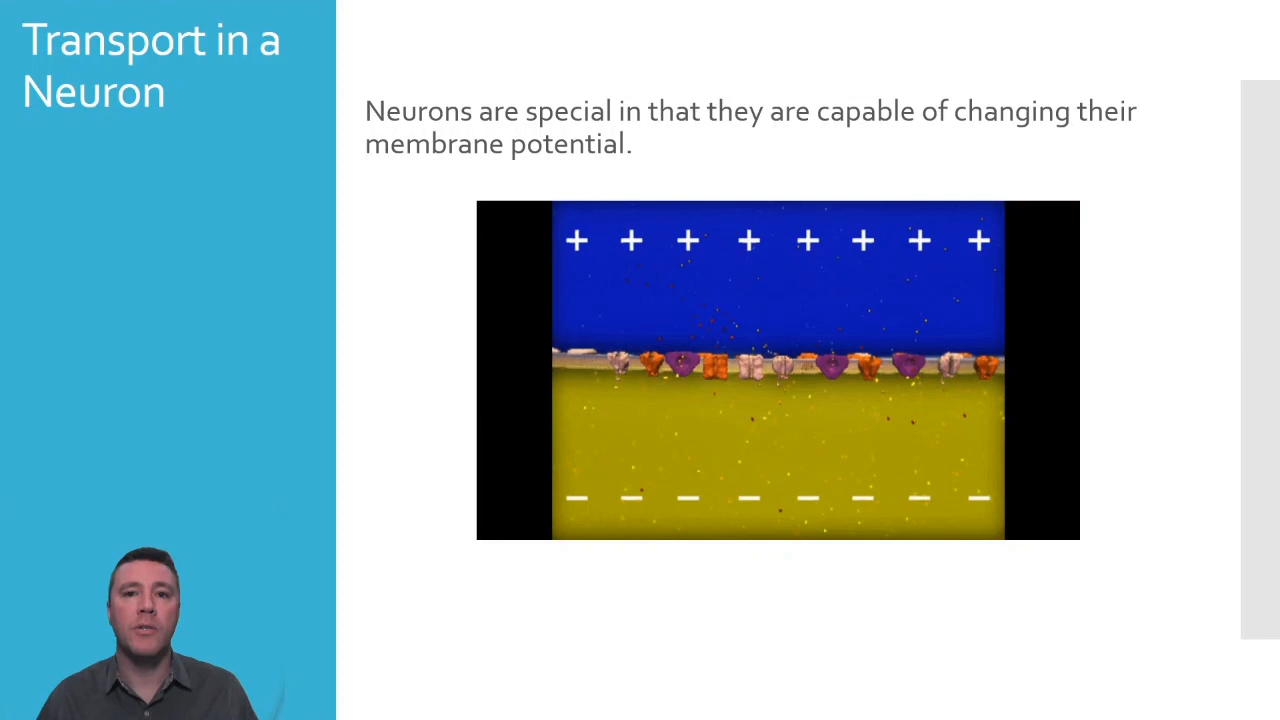 Transport in a
Neuron
Neurons are special in that they are capable of changing their
membrane potential.
+ + + + + + + +
– – – – – – – –